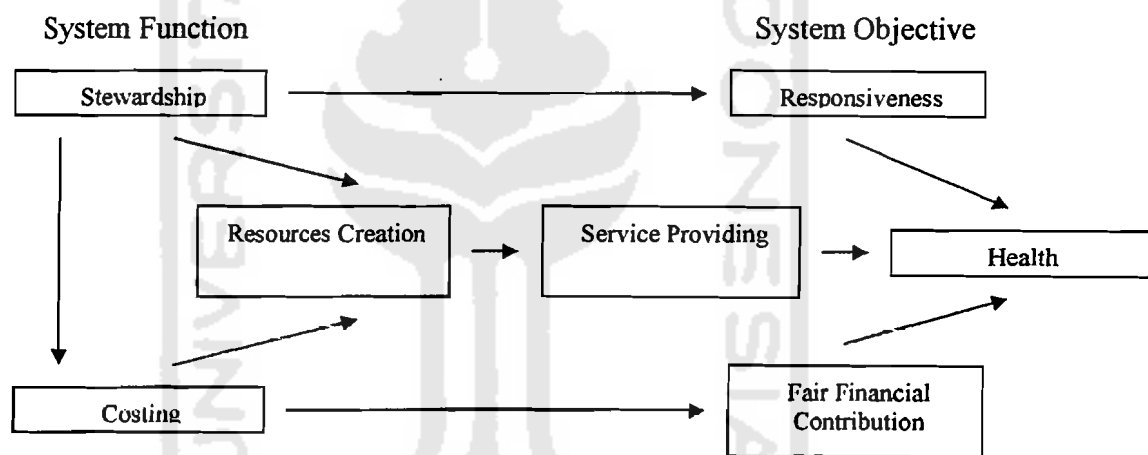 System Function
System Objective
Stewardship
Responsiveness
Resources Creation
Service Providing
Health
Costing
Fair Financial
Contribution